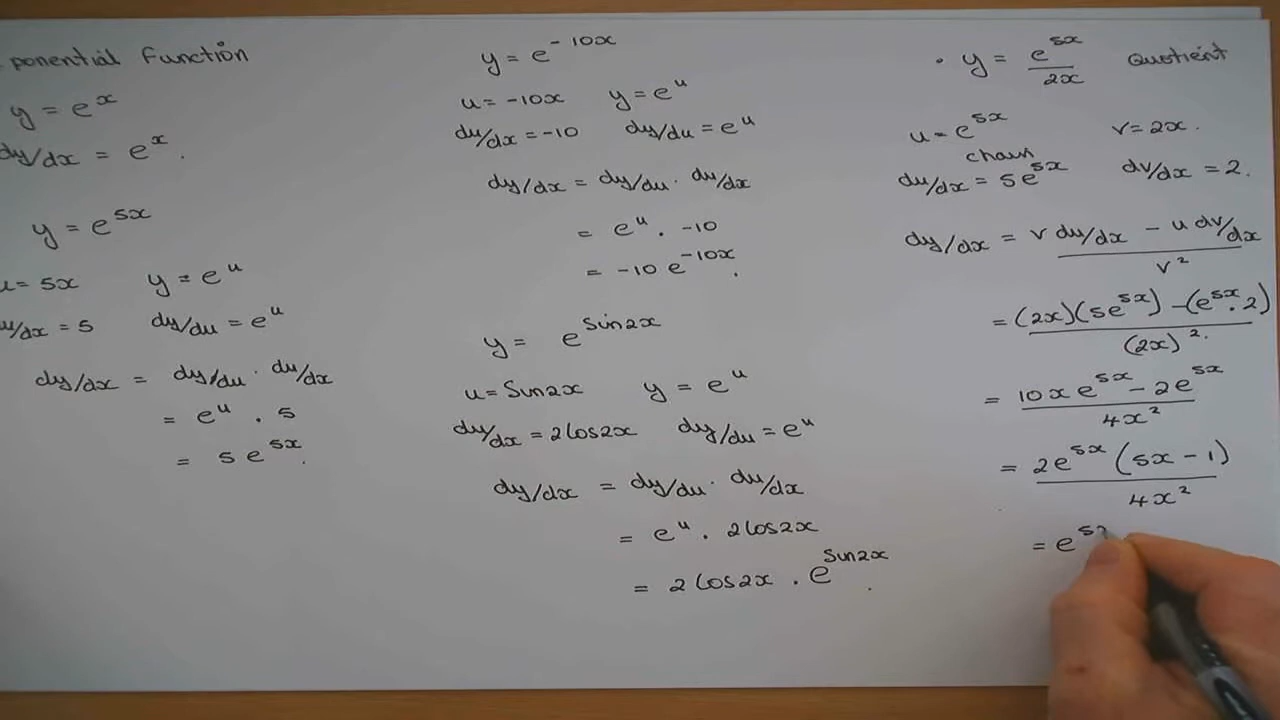 ponential Function
y = e^x
dy/dx = e^x.
y = e^5x
u = 5x y = e^u
du/dx = 5 dy/du = e^u
dy/dx = dy/du · du/dx
= e^u . 5
= 5e^5x.
y = e^-10x
u = -10x y = e^u
du/dx = -10 dy/du = e^u
dy/dx = dy/du · du/dx
= e^u . -10
= -10e^-10x.
y = e^Sin2x
u = Sin2x y = e^u
du/dx = 2Cos2x dy/du = e^u
dy/dx = dy/du · du/dx
= e^u . 2Cos2x
= 2Cos2x . e^Sin2x.
· y = e^5x / 2x Quotient
u = e^5x v = 2x.
chain
du/dx = 5e^5x dv/dx = 2.
dy/dx = v du/dx - u dv/dx
v^2
= (2x)(5e^5x) - (e^5x . 2)
(2x)^2.
= 10xe^5x - 2e^5x
4x^2
= 2e^5x (5x - 1)
4x^2
= e^5x